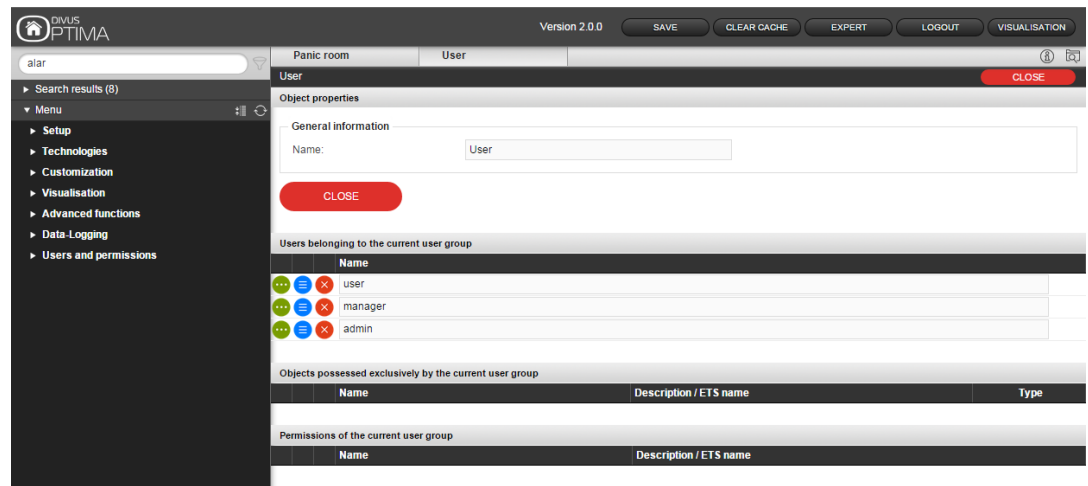 DIVUS
OPTIMA
Version 2.0.0
SAVE
CLEAR CACHE
EXPERT
LOGOUT
VISUALISATION
alar
Search results (8)
Menu
Setup
Technologies
Customization
Visualisation
Advanced functions
Data-Logging
Users and permissions
Panic room
User
User
CLOSE
Object properties
General information
Name: User
CLOSE
Users belonging to the current user group
Name
user
manager
admin
Objects possessed exclusively by the current user group
Name Description / ETS name Type
Permissions of the current user group
Name Description / ETS name